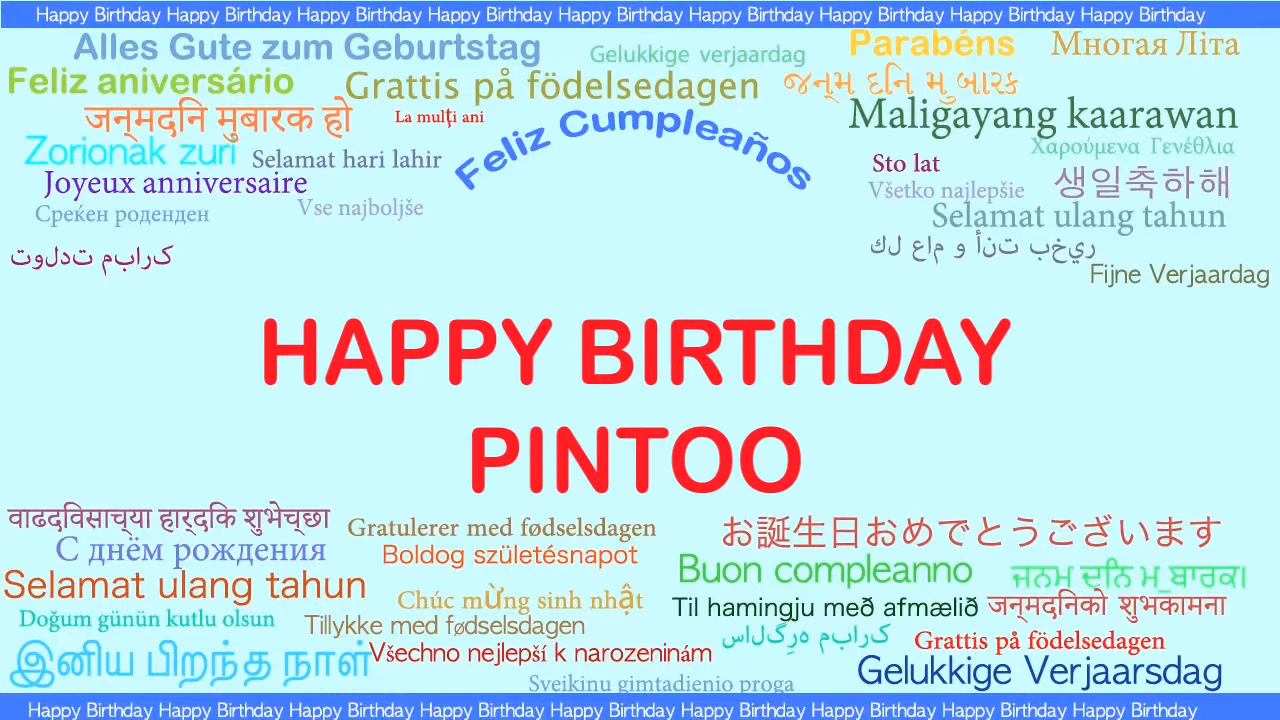 Happy Birthday Happy Birthday Happy Birthday Happy Birthday Happy Birthday Happy Birthday Happy Birthday Happy Birthday Happy Birthday
Alles Gute zum Geburtstag
Gelukkige verjaardag
Parabéns
Многая Літа
Feliz aniversário
Grattis på födelsedagen
જન્મ દનિ મુબારક
जन्मदनि मुबारक हो
La mulţi ani
Feliz Cumpleaños
Maligayang kaarawan
Zorionak zuri
Selamat hari lahir
Χαρούμενα Γενέθλια
Sto lat
Joyeux anniversaire
Všetko najlepšie
생일축하해
Среќен роденден
Vse najboljše
Selamat ulang tahun
تولدت مبارک
كل عام و أنت بخير
Fijne Verjaardag
HAPPY BIRTHDAY
PINTOO
वाढदविसाच्या हार्दकि शुभेच्छा
Gratulerer med fødselsdagen
お誕生日おめでとうございます
С днём рождения
Boldog születésnapot
Selamat ulang tahun
Buon compleanno
ਜਨਮ ਦਨਿ ਮੁਬਾਰਕ।
Chúc mừng sinh nhật
Til hamingju með afmælið
जन्मदनिको शुभकामना
Doğum günün kutlu olsun
Tillykke med fødselsdagen
سالگرہ مبارک
Grattis på födelsedagen
இனிய பிறந்த நாள்
Všechno nejlepší k narozeninám
Gelukkige Verjaarsdag
Sveikinu gimtadienio proga
Happy Birthday Happy Birthday Happy Birthday Happy Birthday Happy Birthday Happy Birthday Happy Birthday Happy Birthday Happy Birthday